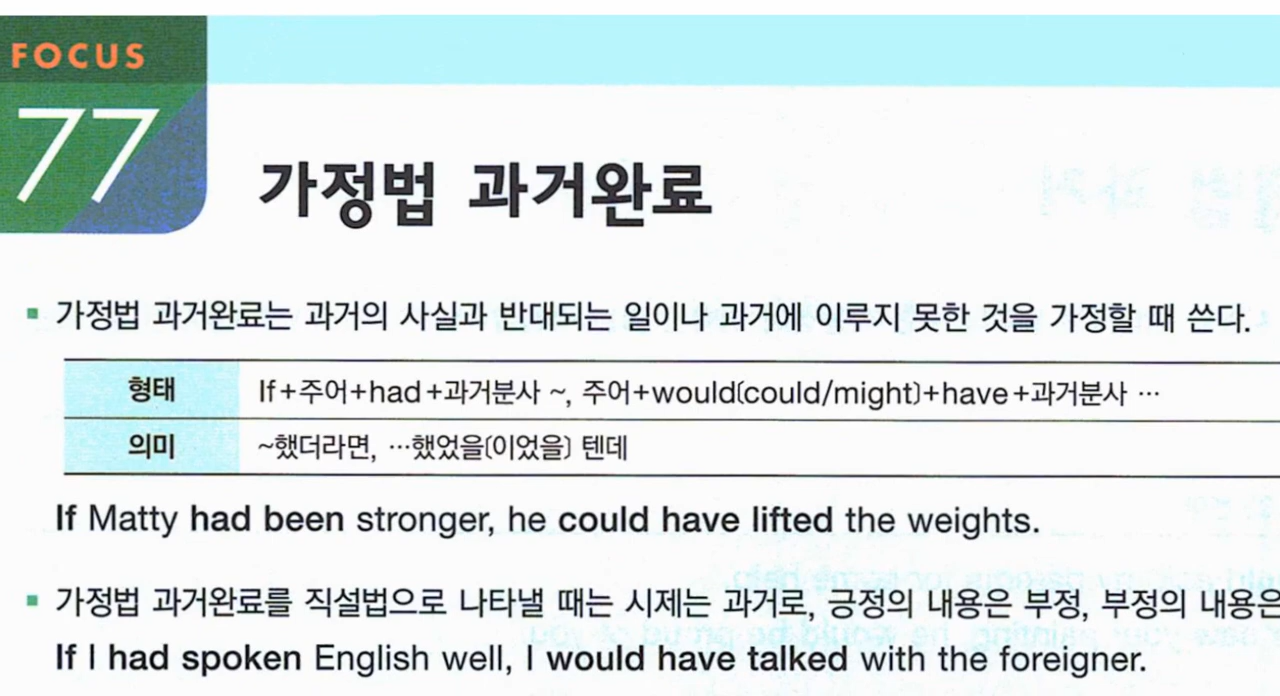 FOCUS
77
가정법 과거완료
▪ 가정법 과거완료는 과거의 사실과 반대되는 일이나 과거에 이루지 못한 것을 가정할 때 쓴다.
형태 If+주어+had+과거분사 ~, 주어+would(could/might)+have+과거분사 …
의미 ~했더라면, …했었을(이었을) 텐데
If Matty had been stronger, he could have lifted the weights.
▪ 가정법 과거완료를 직설법으로 나타낼 때는 시제는 과거로, 긍정의 내용은 부정, 부정의 내용은
If I had spoken English well, I would have talked with the foreigner.